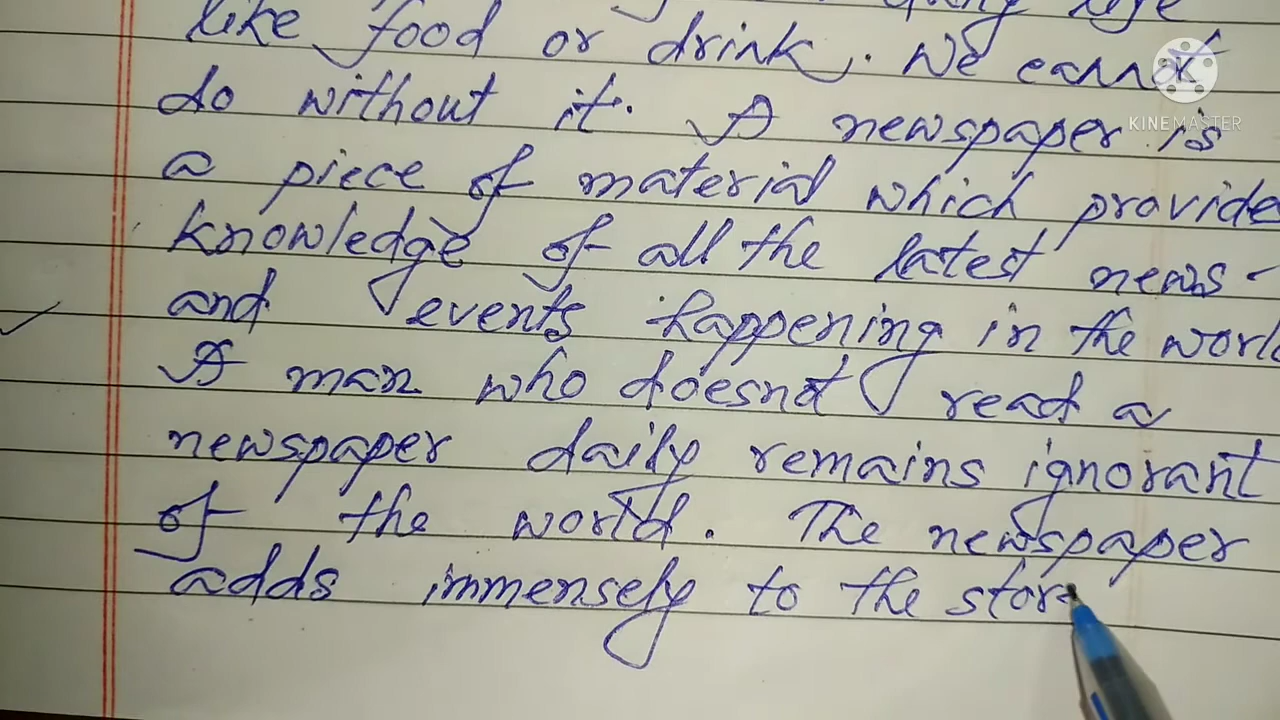 life
like food or drink. We cannot
do without it. A newspaper is
a piece of material which provide
knowledge of all the latest news-
and events happening in the world
A man who doesnot read a
newspaper daily remains ignorant
of the world. The newspaper
adds immensely to the store
KINEMASTER